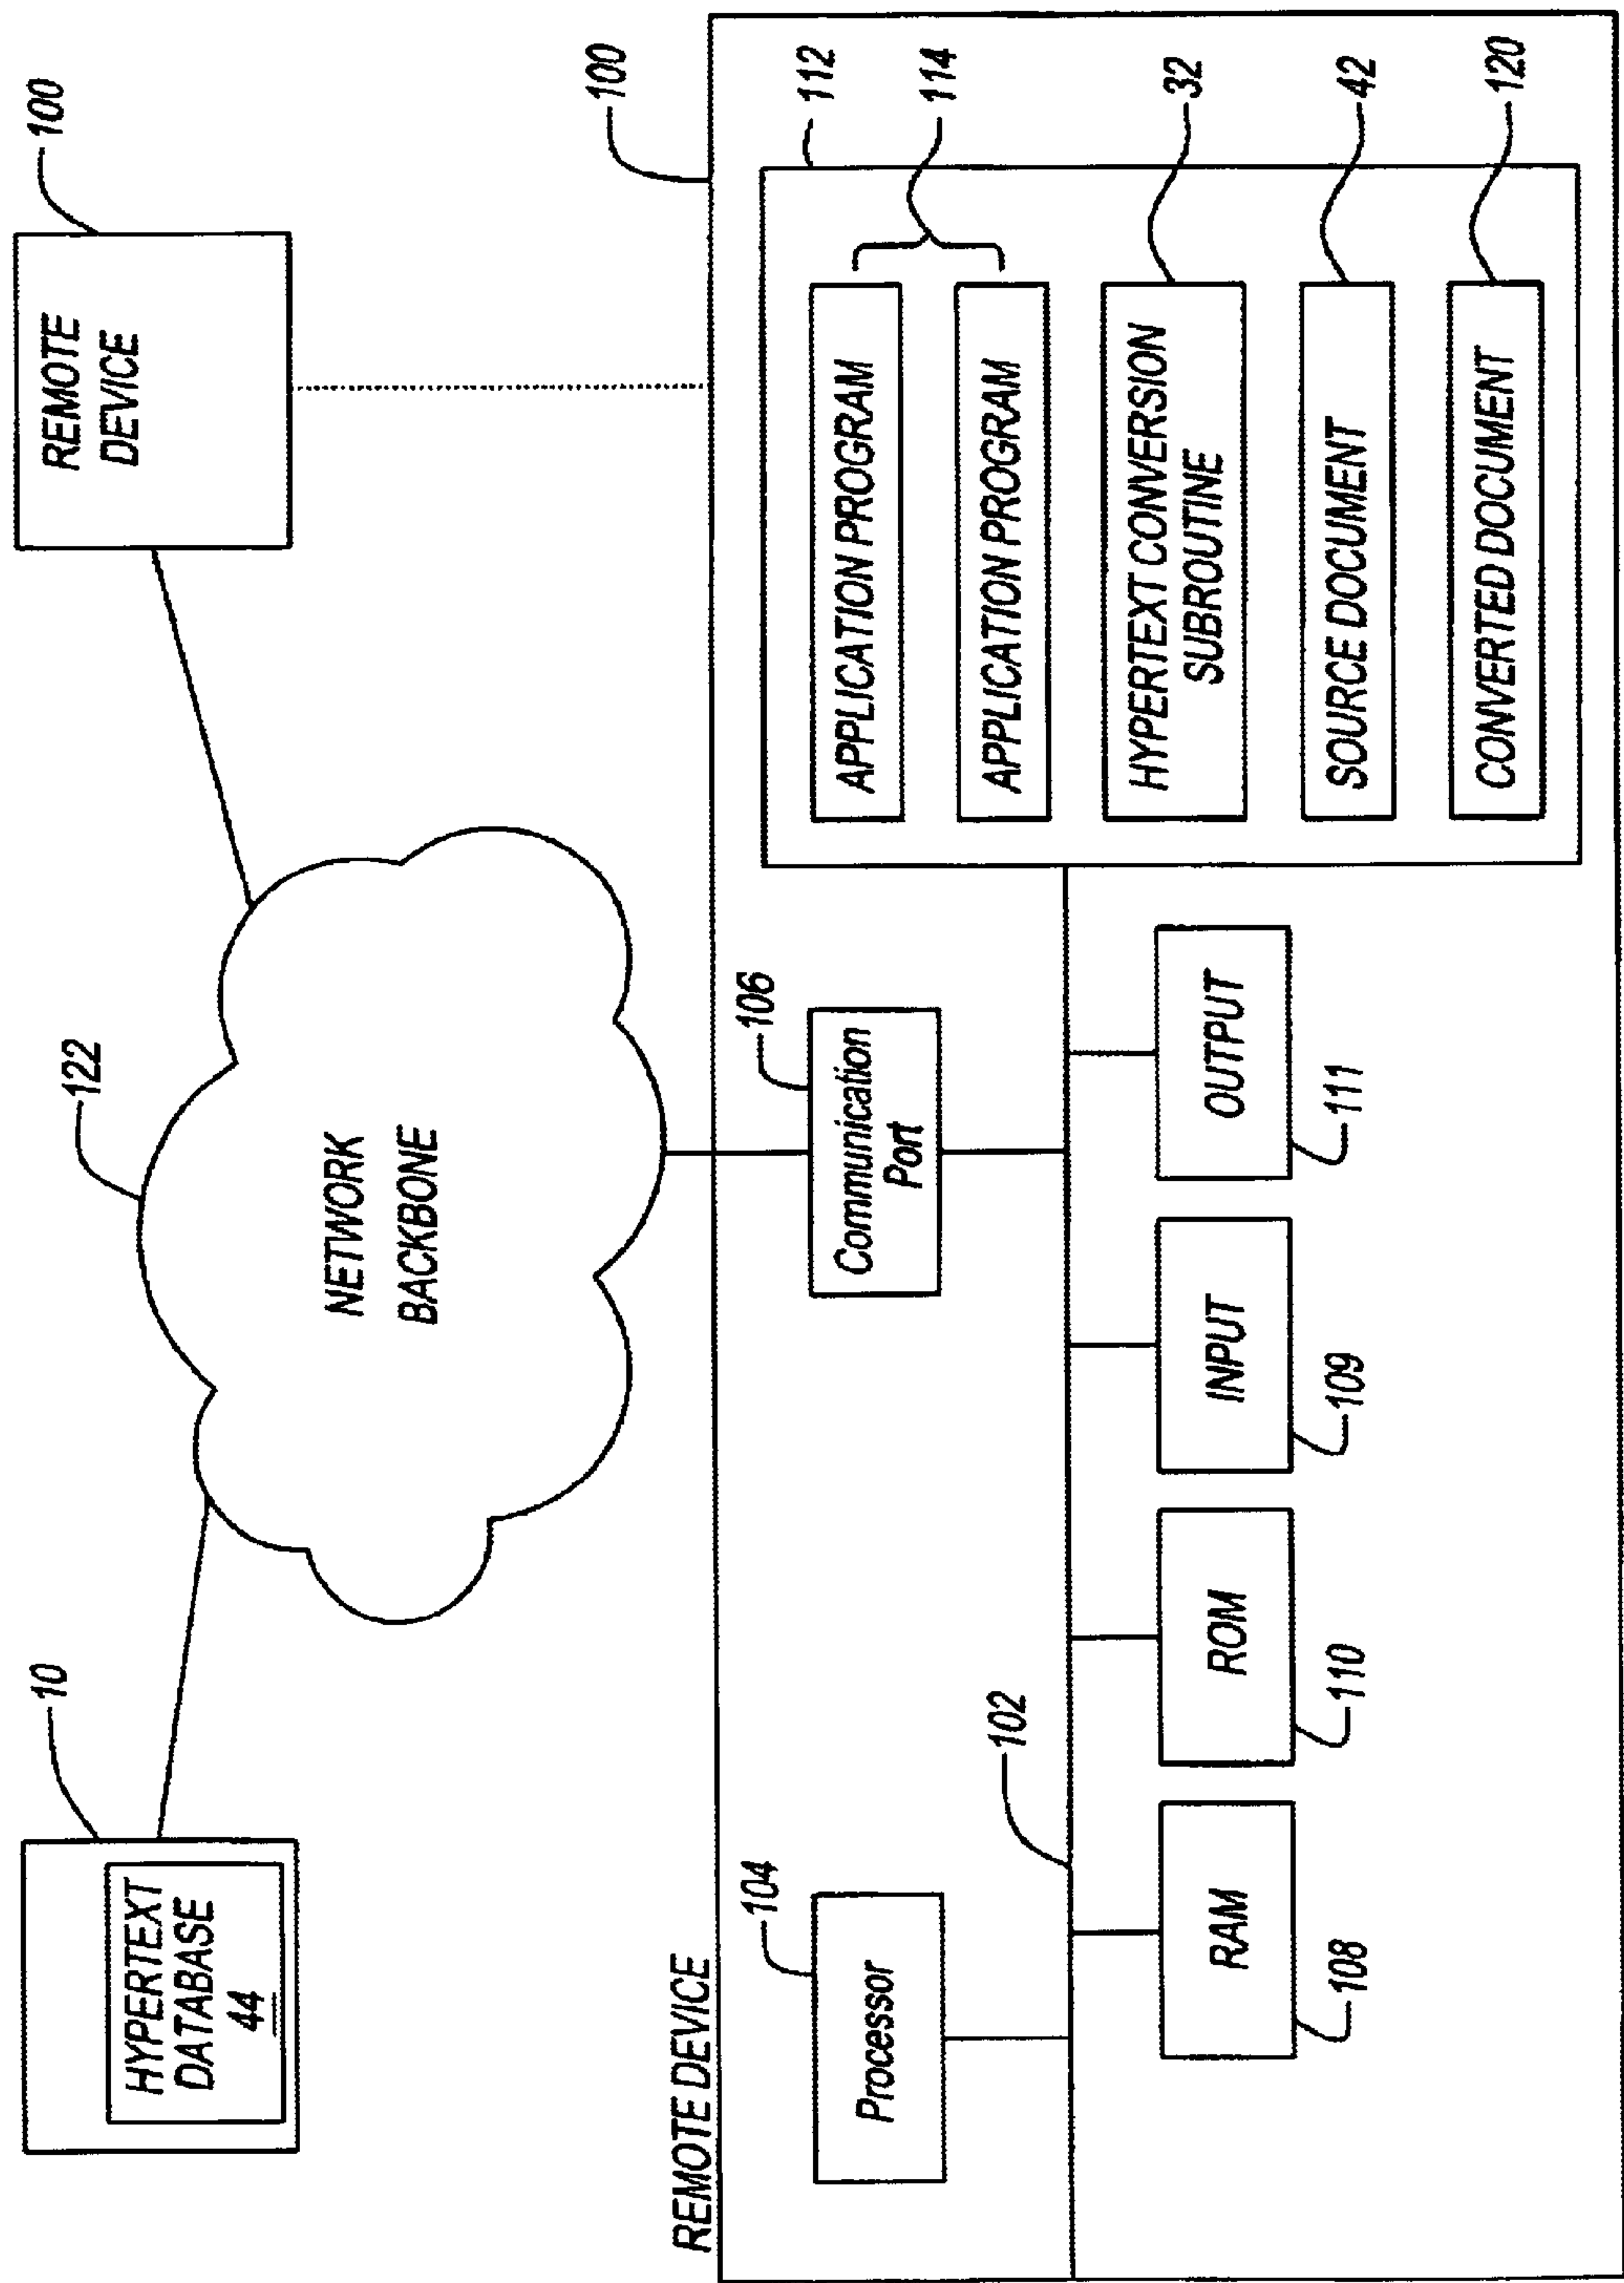 10
HYPERTEXT
DATABASE
44
122
NETWORK
BACKBONE
100
REMOTE
DEVICE
REMOTE DEVICE
100
104
Processor
106
Communication
Port
102
RAM
108
ROM
110
INPUT
109
OUTPUT
111
112
APPLICATION PROGRAM
114
APPLICATION PROGRAM
HYPERTEXT CONVERSION
SUBROUTINE
32
SOURCE DOCUMENT
42
CONVERTED DOCUMENT
120